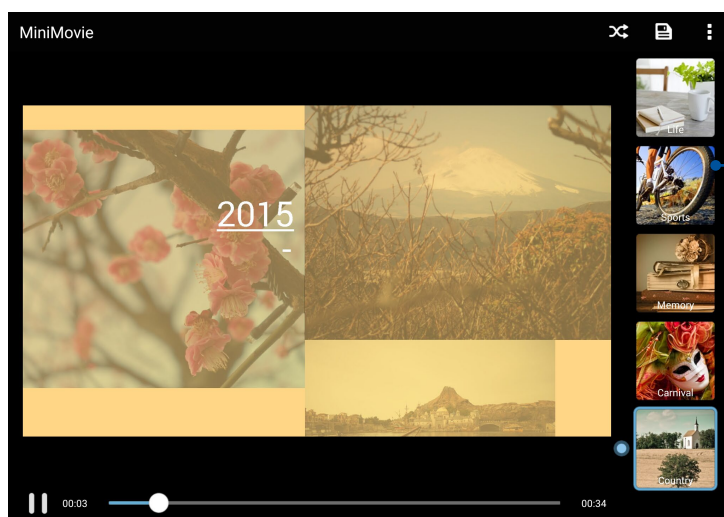 MiniMovie
Life
2015
-
Sports
Memory
Carnival
Country
00:03
00:34